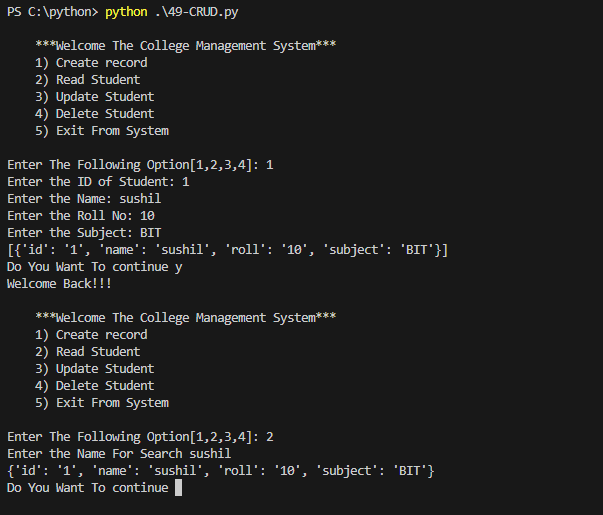 PS C:\python> python .\49-CRUD.py
***Welcome The College Management System***
1) Create record
2) Read Student
3) Update Student
4) Delete Student
5) Exit From System
Enter The Following Option[1,2,3,4]: 1
Enter the ID of Student: 1
Enter the Name: sushil
Enter the Roll No: 10
Enter the Subject: BIT
[{'id': '1', 'name': 'sushil', 'roll': '10', 'subject': 'BIT'}]
Do You Want To continue y
Welcome Back!!!
***Welcome The College Management System***
1) Create record
2) Read Student
3) Update Student
4) Delete Student
5) Exit From System
Enter The Following Option[1,2,3,4]: 2
Enter the Name For Search sushil
{'id': '1', 'name': 'sushil', 'roll': '10', 'subject': 'BIT'}
Do You Want To continue